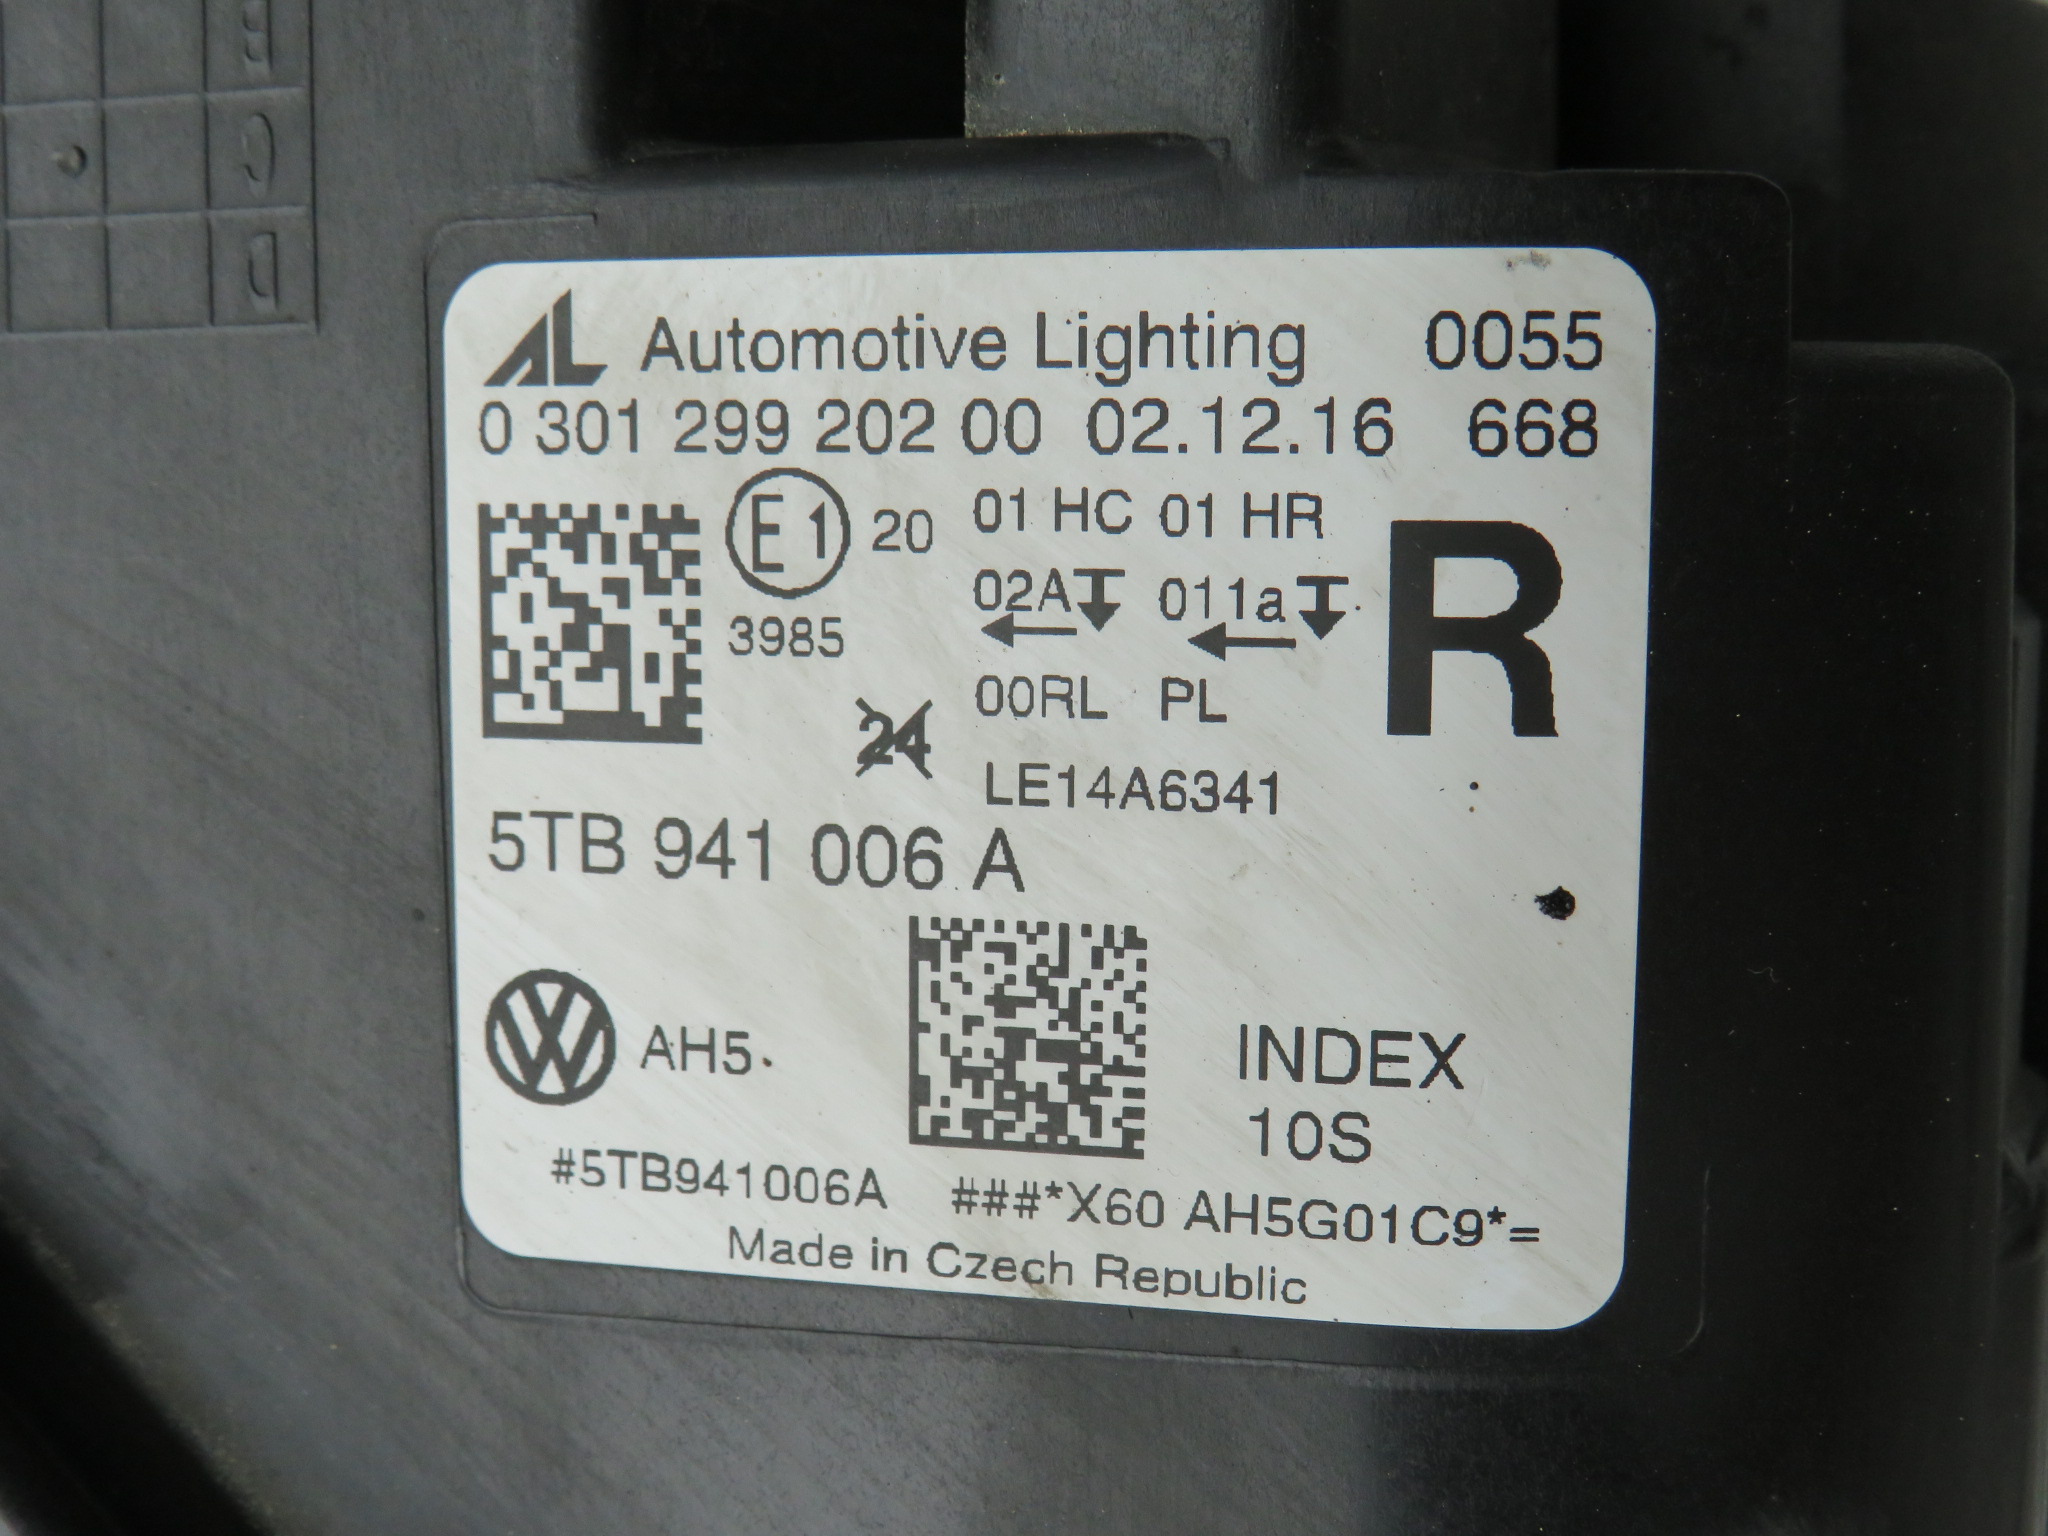 AL Automotive Lighting 0055
0 301 299 202 00 02.12.16 668
E1 20 01 HC 01 HR
02A 011a
3985
00RL PL
R
24
LE14A6341
5TB 941 006 A
VW AH5.
INDEX
10S
#5TB941006A ###*X60 AH5G01C9*=
Made in Czech Republic